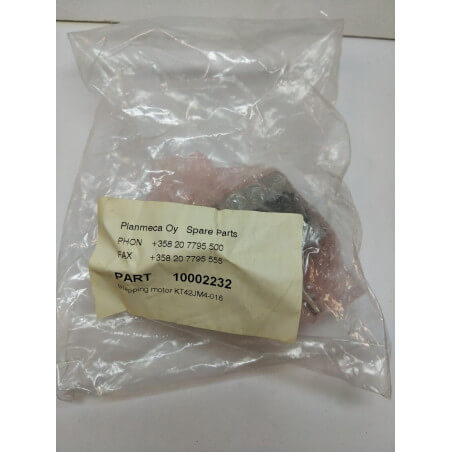 Planmeca Oy Spare Parts
PHON +358 20 7795 500
FAX +358 20 7795 555
PART 10002232
Stepping motor KT42JM4-016